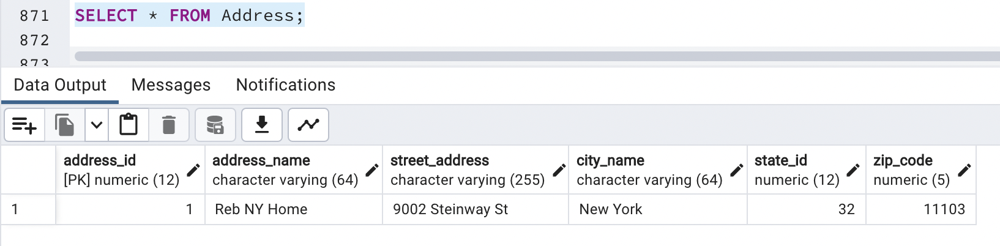 871 SELECT * FROM Address;
872
873
Data Output Messages Notifications
address_id address_name street_address city_name state_id zip_code
[PK] numeric (12) character varying (64) character varying (255) character varying (64) numeric (12) numeric (5)
1 1 Reb NY Home 9002 Steinway St New York 32 11103